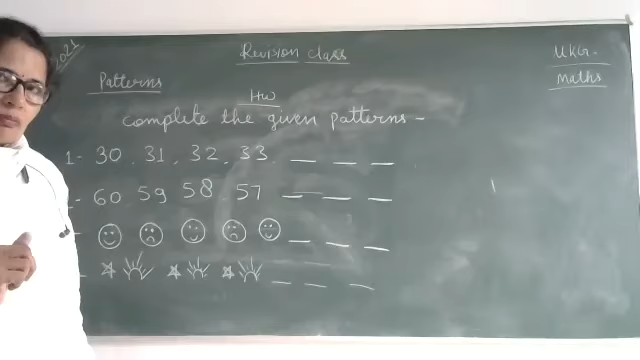 2021
Revision class
UKG.
Maths
Patterns
HW
complete the given patterns -
1- 30, 31, 32, 33, _ _ _
- 60 59 58, 57 _ _ _
- _ _ _
- _ _ _